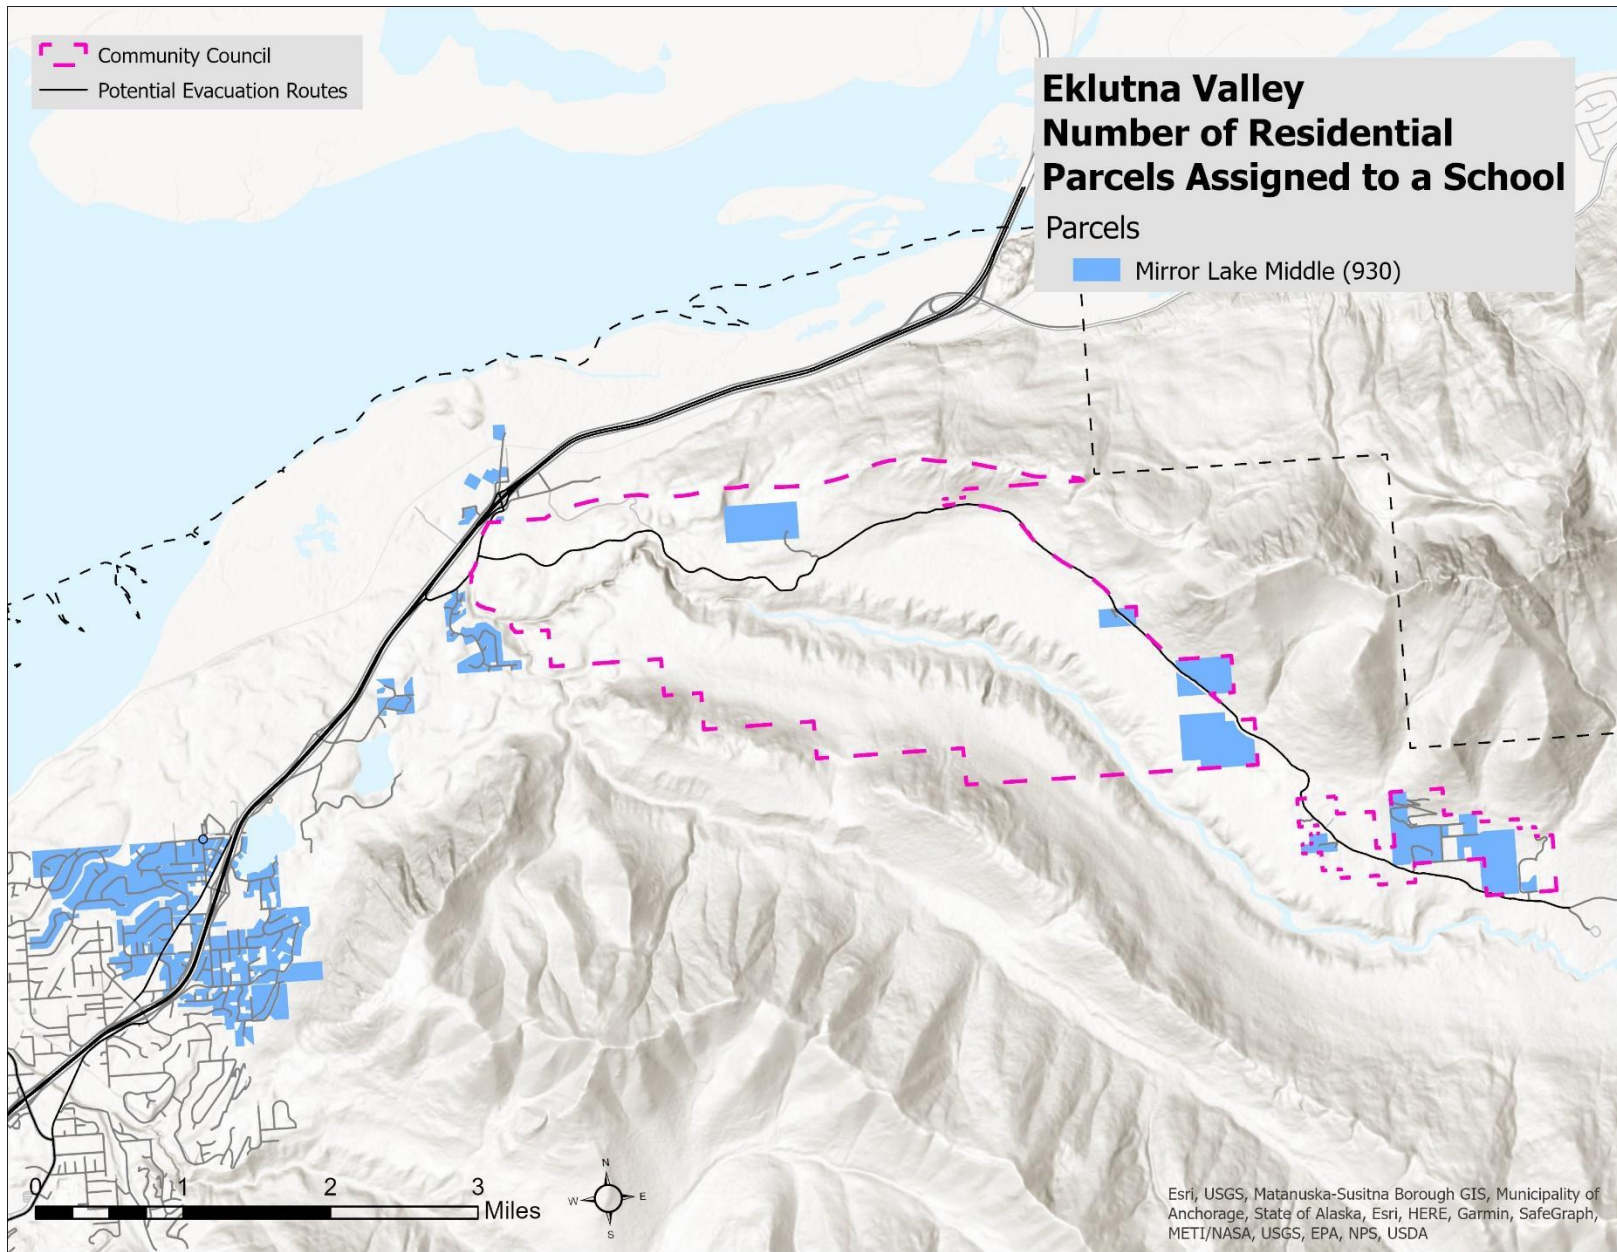 Community Council
Potential Evacuation Routes
Eklutna Valley
Number of Residential
Parcels Assigned to a School
Parcels
Mirror Lake Middle (930)
0 1 2 3
Miles
N
W E
S
Esri, USGS, Matanuska-Susitna Borough GIS, Municipality of
Anchorage, State of Alaska, Esri, HERE, Garmin, SafeGraph,
METI/NASA, USGS, EPA, NPS, USDA